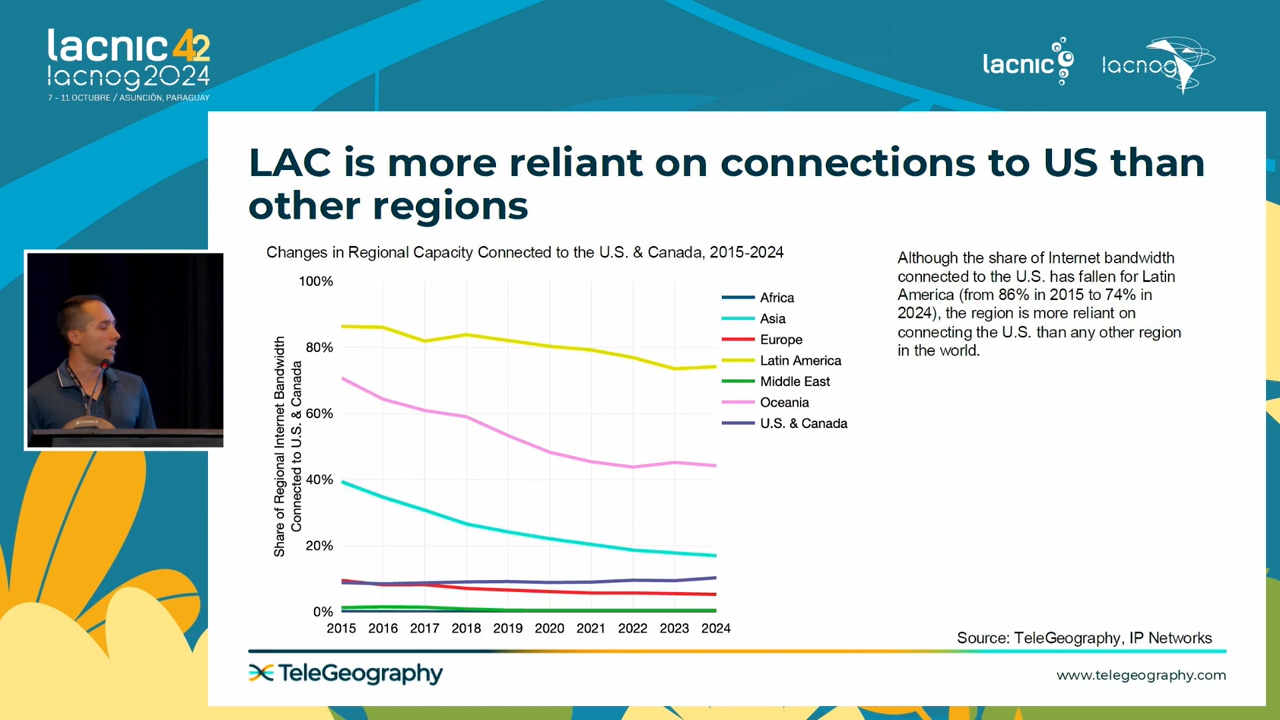 lacnic 42
lacnog2024
7 - 11 OCTUBRE / ASUNCIÓN, PARAGUAY
lacnic
lacnog
LAC is more reliant on connections to US than
other regions
Changes in Regional Capacity Connected to the U.S. & Canada, 2015-2024
Share of Regional Internet Bandwidth
Connected to U.S. & Canada
100%
80%
60%
40%
20%
0%
2015 2016 2017 2018 2019 2020 2021 2022 2023 2024
Africa
Asia
Europe
Latin America
Middle East
Oceania
U.S. & Canada
Although the share of Internet bandwidth
connected to the U.S. has fallen for Latin
America (from 86% in 2015 to 74% in
2024), the region is more reliant on
connecting the U.S. than any other region
in the world.
Source: TeleGeography, IP Networks
TeleGeography
www.telegeography.com